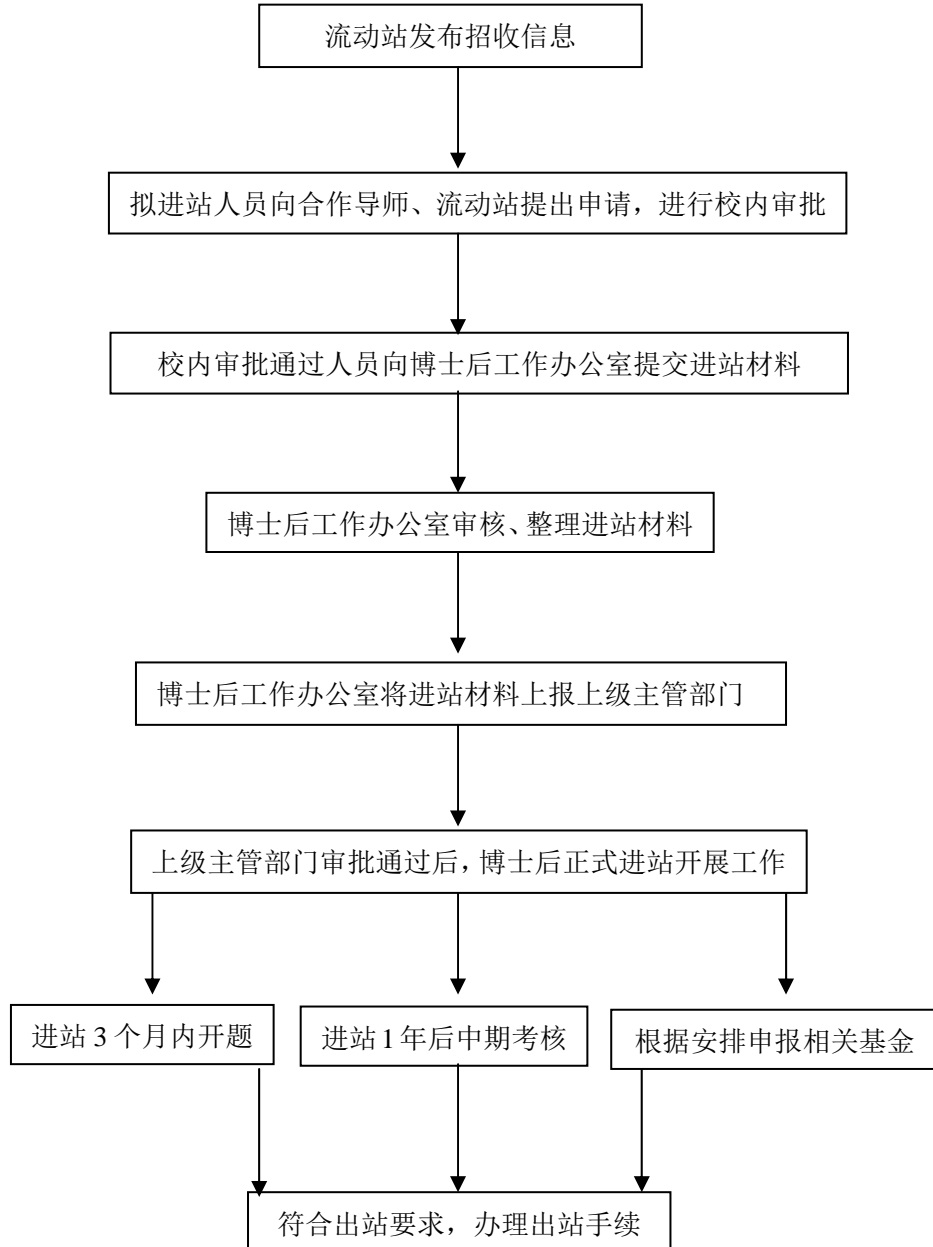 流动站发布招收信息
拟进站人员向合作导师、流动站提出申请，进行校内审批
校内审批通过人员向博士后工作办公室提交进站材料
博士后工作办公室审核、整理进站材料
博士后工作办公室将进站材料上报上级主管部门
上级主管部门审批通过后，博士后正式进站开展工作
进站 3 个月内开题
进站 1 年后中期考核
根据安排申报相关基金
符合出站要求，办理出站手续